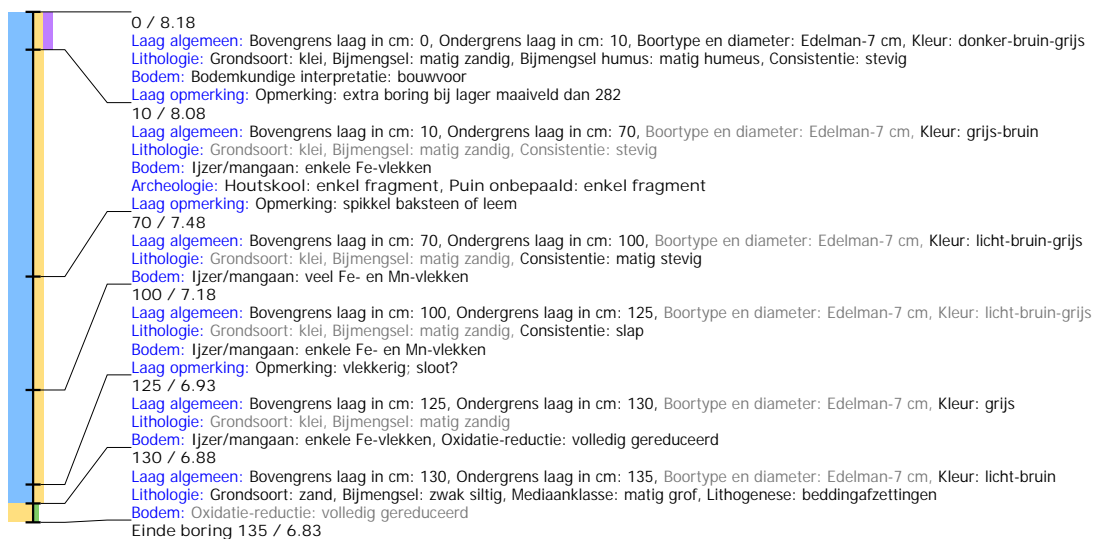 0 / 8.18
Laag algemeen: Bovengrens laag in cm: 0, Ondergrens laag in cm: 10, Boortype en diameter: Edelman-7 cm, Kleur: donker-bruin-grijs
Lithologie: Grondsoort: klei, Bijmengsel: matig zandig, Bijmengsel humus: matig humeus, Consistentie: stevig
Bodem: Bodemkundige interpretatie: bouwvoor
Laag opmerking: Opmerking: extra boring bij lager maaiveld dan 282
10 / 8.08
Laag algemeen: Bovengrens laag in cm: 10, Ondergrens laag in cm: 70, Boortype en diameter: Edelman-7 cm, Kleur: grijs-bruin
Lithologie: Grondsoort: klei, Bijmengsel: matig zandig, Consistentie: stevig
Bodem: Ijzer/mangaan: enkele Fe-vlekken
Archeologie: Houtskool: enkel fragment, Puin onbepaald: enkel fragment
Laag opmerking: Opmerking: spikkel baksteen of leem
70 / 7.48
Laag algemeen: Bovengrens laag in cm: 70, Ondergrens laag in cm: 100, Boortype en diameter: Edelman-7 cm, Kleur: licht-bruin-grijs
Lithologie: Grondsoort: klei, Bijmengsel: matig zandig, Consistentie: matig stevig
Bodem: Ijzer/mangaan: veel Fe- en Mn-vlekken
100 / 7.18
Laag algemeen: Bovengrens laag in cm: 100, Ondergrens laag in cm: 125, Boortype en diameter: Edelman-7 cm, Kleur: licht-bruin-grijs
Lithologie: Grondsoort: klei, Bijmengsel: matig zandig, Consistentie: slap
Bodem: Ijzer/mangaan: enkele Fe- en Mn-vlekken
Laag opmerking: Opmerking: vlekkerig; sloot?
125 / 6.93
Laag algemeen: Bovengrens laag in cm: 125, Ondergrens laag in cm: 130, Boortype en diameter: Edelman-7 cm, Kleur: grijs
Lithologie: Grondsoort: klei, Bijmengsel: matig zandig
Bodem: Ijzer/mangaan: enkele Fe-vlekken, Oxidatie-reductie: volledig gereduceerd
130 / 6.88
Laag algemeen: Bovengrens laag in cm: 130, Ondergrens laag in cm: 135, Boortype en diameter: Edelman-7 cm, Kleur: licht-bruin
Lithologie: Grondsoort: zand, Bijmengsel: zwak siltig, Mediaanklasse: matig grof, Lithogenese: beddingafzettingen
Bodem: Oxidatie-reductie: volledig gereduceerd
Einde boring 135 / 6.83